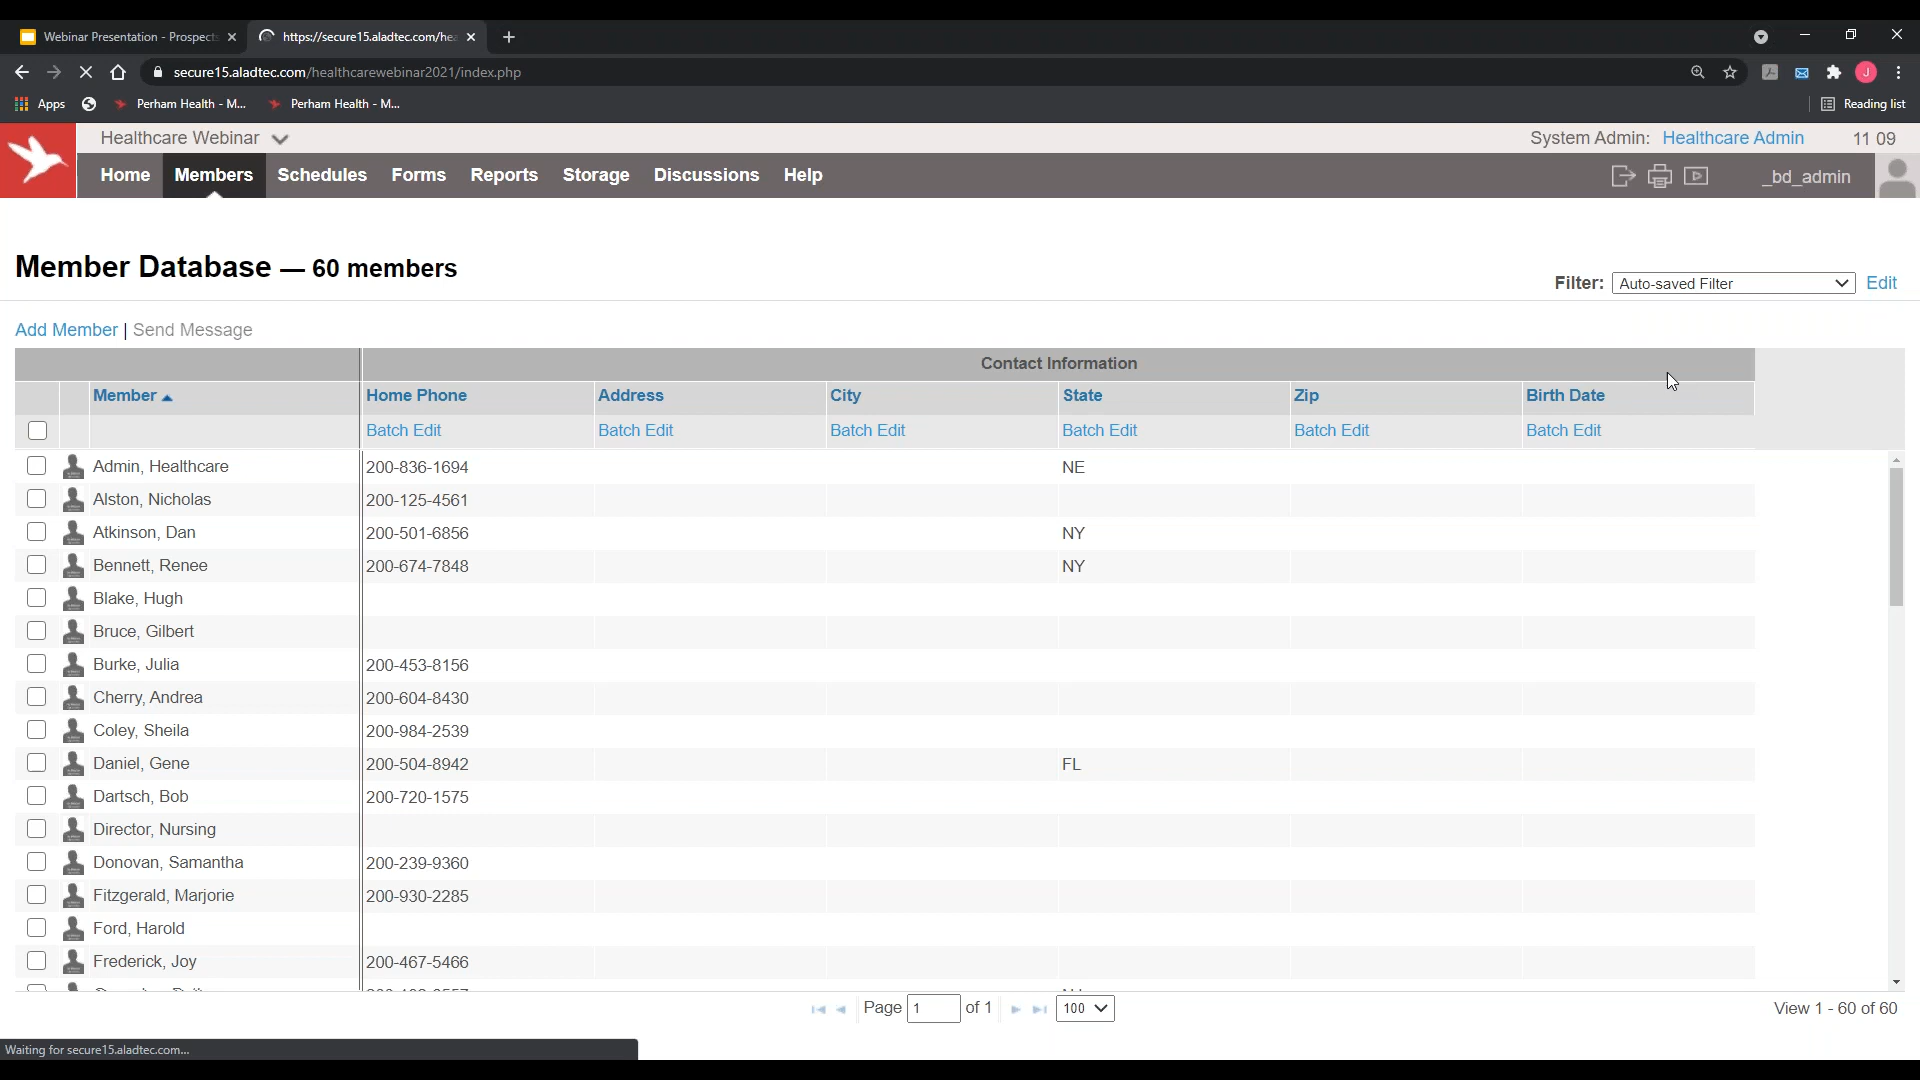 Webinar Presentation - Prospects
https://secure15.aladtec.com/hea
secure15.aladtec.com/healthcarewebinar2021/index.php
Apps
Perham Health - M...
Perham Health - M...
Reading list
Healthcare Webinar
System Admin: Healthcare Admin
11 09
Home Members Schedules Forms Reports Storage Discussions Help
_bd_admin
Member Database — 60 members
Filter: Auto-saved Filter Edit
Add Member | Send Message
Contact Information
Member Home Phone Address City State Zip Birth Date
Batch Edit Batch Edit Batch Edit Batch Edit Batch Edit Batch Edit
Admin, Healthcare 200-836-1694 NE
Alston, Nicholas 200-125-4561
Atkinson, Dan 200-501-6856 NY
Bennett, Renee 200-674-7848 NY
Blake, Hugh
Bruce, Gilbert
Burke, Julia 200-453-8156
Cherry, Andrea 200-604-8430
Coley, Sheila 200-984-2539
Daniel, Gene 200-504-8942 FL
Dartsch, Bob 200-720-1575
Director, Nursing
Donovan, Samantha 200-239-9360
Fitzgerald, Marjorie 200-930-2285
Ford, Harold
Frederick, Joy 200-467-5466
Page 1 of 1 100
View 1 - 60 of 60
Waiting for secure15.aladtec.com...